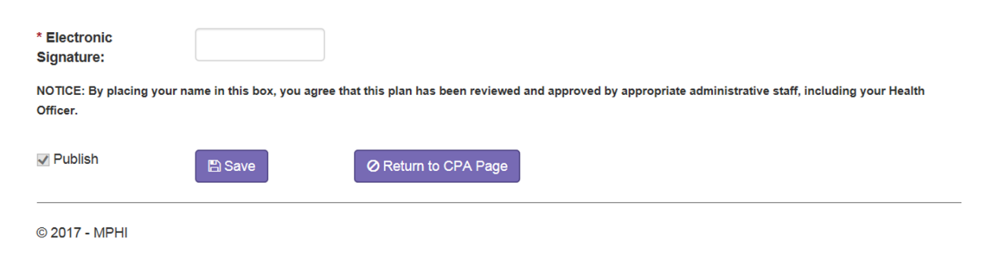 * Electronic
Signature:
NOTICE: By placing your name in this box, you agree that this plan has been reviewed and approved by appropriate administrative staff, including your Health
Officer.
Publish Save Return to CPA Page
© 2017 - MPHI